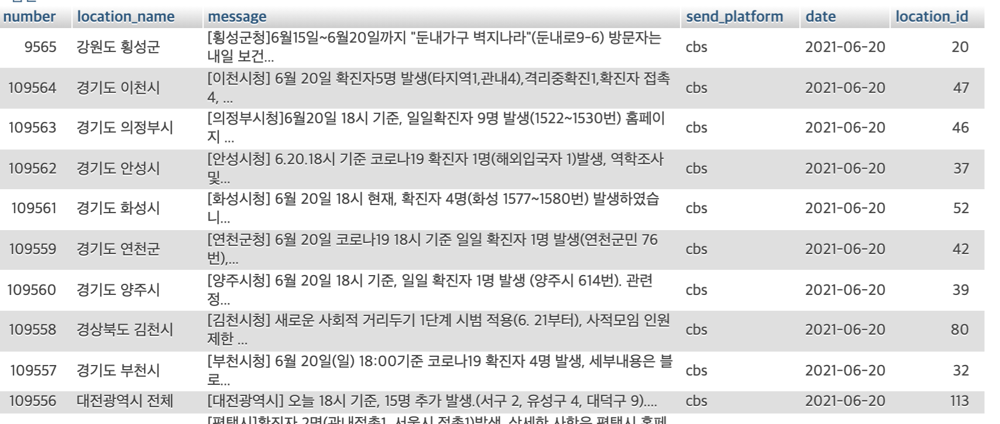 number location_name message send_platform date location_id
[횡성군청]6월15일~6월20일까지 "둔내가구 벽지나라"(둔내로9-6) 방문자는
9565 강원도 횡성군 cbs 2021-06-20 20
내일 보건...
[이천시청] 6월 20일 확진자5명 발생(타지역1,관내4),격리중확진1,확진자 접촉
109564 경기도 이천시 cbs 2021-06-20 47
4, ...
[의정부시청]6월20일 18시 기준, 일일확진자 9명 발생(1522~1530번) 홈페이
109563 경기도 의정부시 cbs 2021-06-20 46
지 ...
[안성시청] 6.20.18시 기준 코로나19 확진자 1명(해외입국자 1)발생, 역학조사
109562 경기도 안성시 cbs 2021-06-20 37
및...
[화성시청] 6월 20일 18시 현재, 확진자 4명(화성 1577~1580번) 발생하였습
109561 경기도 화성시 cbs 2021-06-20 52
니...
[연천군청] 6월 20일 코로나19 18시 기준 일일 확진자 1명 발생(연천군민 76
109559 경기도 연천군 cbs 2021-06-20 42
번),...
[양주시청] 6월 20일 18시 기준, 일일 확진자 1명 발생 (양주시 614번). 관련
109560 경기도 양주시 cbs 2021-06-20 39
정...
[김천시청] 새로운 사회적 거리두기 1단계 시범 적용(6. 21부터), 사적모임 인원
109558 경상북도 김천시 cbs 2021-06-20 80
제한 ...
[부천시청] 6월 20일(일) 18:00기준 코로나19 확진자 4명 발생, 세부내용은 블
109557 경기도 부천시 cbs 2021-06-20 32
로...
109556 대전광역시 전체 [대전광역시] 오늘 18시 기준, 15명 추가 발생.(서구 2, 유성구 4, 대덕구 9).... cbs 2021-06-20 113
[평택시]확진자 2명(관내접촉1, 서울시 접촉1)발생. 상세한 사항은 평택시 홈페